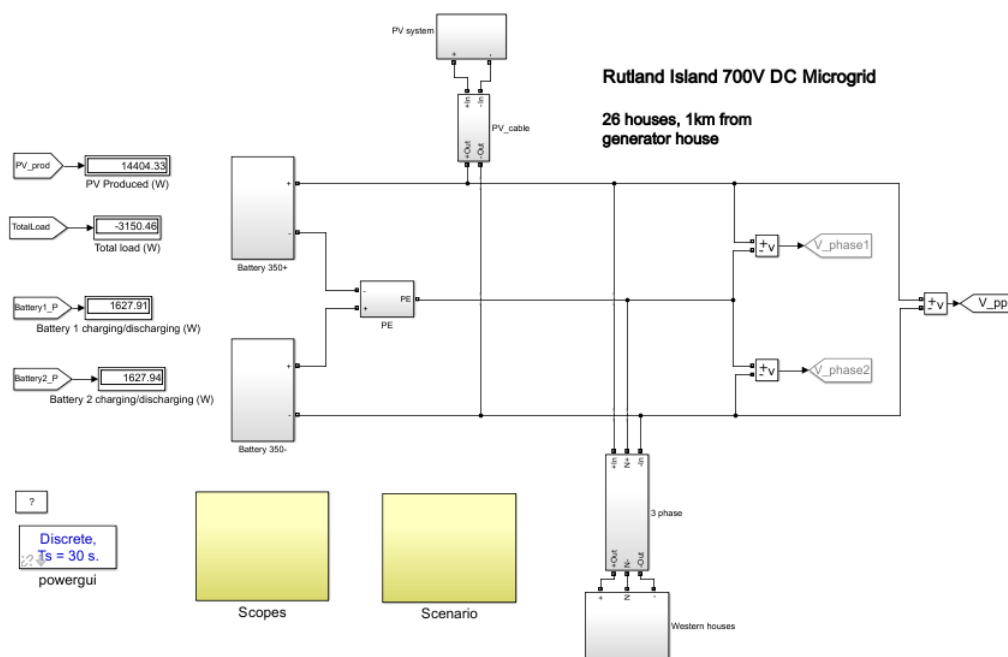 PV system
+ -
Rutland Island 700V DC Microgrid
+In
-In
26 houses, 1km from
generator house
PV_cable
+Out
-Out
PV_prod
14404.33
PV Produced (W)
+
-
Battery 350+
TotalLoad
-3150.46
Total load (W)
+
-
v
V_phase1
-
+
PE
PE
+
-
v
V_pp
Battery1_P
1627.91
Battery 1 charging/discharging (W)
Battery2_P
1627.94
Battery 2 charging/discharging (W)
+
-
Battery 350-
+
-
v
V_phase2
+In
N+
-In
3 phase
+Out
N-
-Out
?
Discrete,
Ts = 30 s.
powergui
Scopes
Scenario
+ N -
Western houses